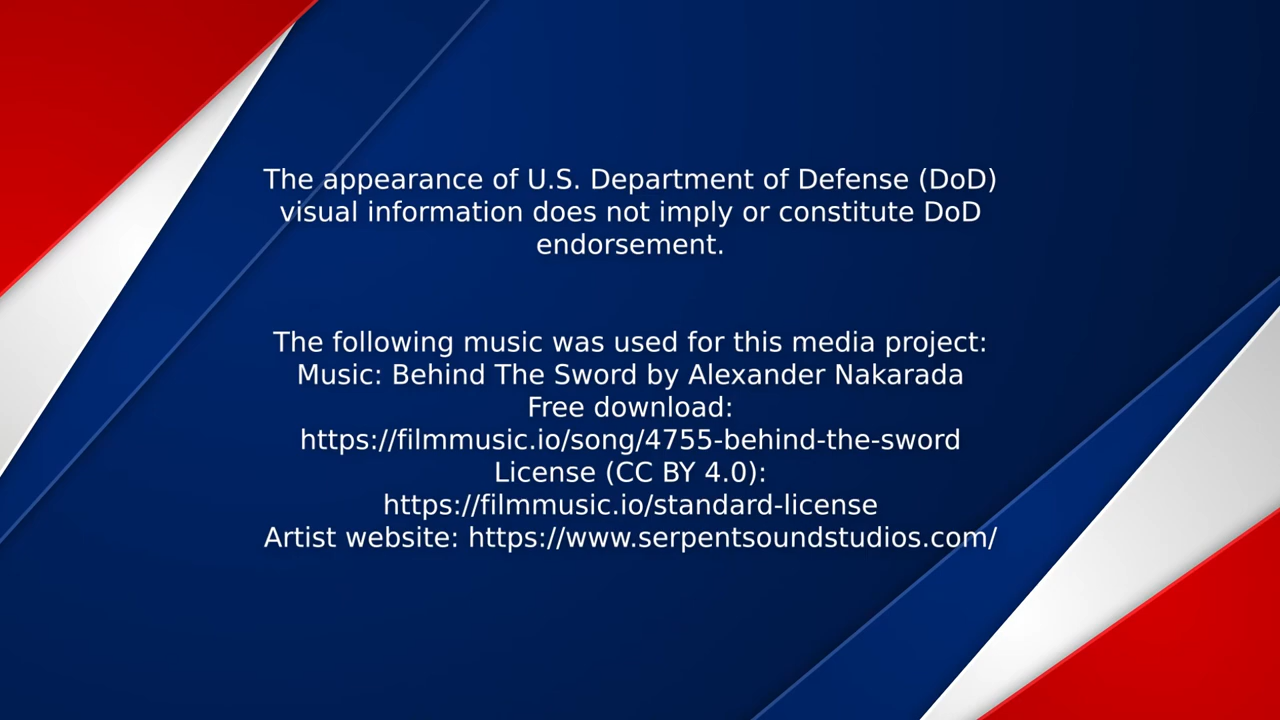 The appearance of U.S. Department of Defense (DoD)
visual information does not imply or constitute DoD
endorsement.
The following music was used for this media project:
Music: Behind The Sword by Alexander Nakarada
Free download:
https://filmmusic.io/song/4755-behind-the-sword
License (CC BY 4.0):
https://filmmusic.io/standard-license
Artist website: https://www.serpentsoundstudios.com/